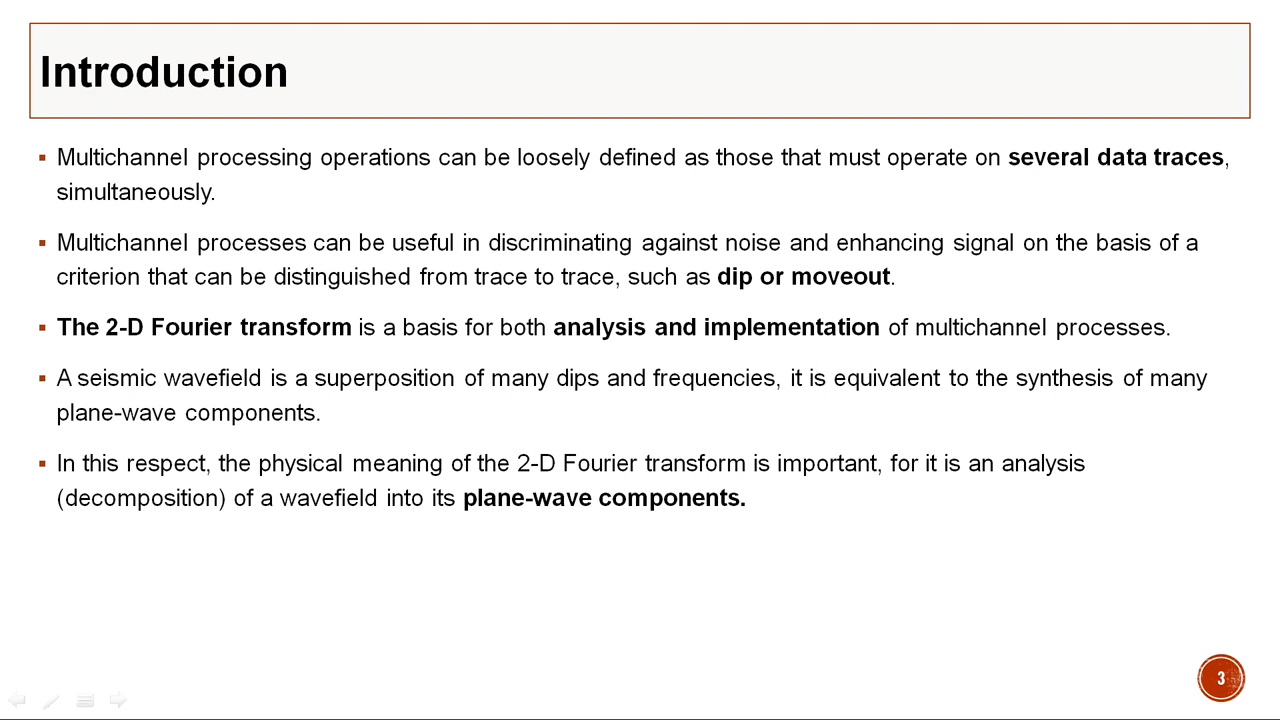 Introduction
▪ Multichannel processing operations can be loosely defined as those that must operate on several data traces,
simultaneously.
▪ Multichannel processes can be useful in discriminating against noise and enhancing signal on the basis of a
criterion that can be distinguished from trace to trace, such as dip or moveout.
▪ The 2-D Fourier transform is a basis for both analysis and implementation of multichannel processes.
▪ A seismic wavefield is a superposition of many dips and frequencies, it is equivalent to the synthesis of many
plane-wave components.
▪ In this respect, the physical meaning of the 2-D Fourier transform is important, for it is an analysis
(decomposition) of a wavefield into its plane-wave components.
3